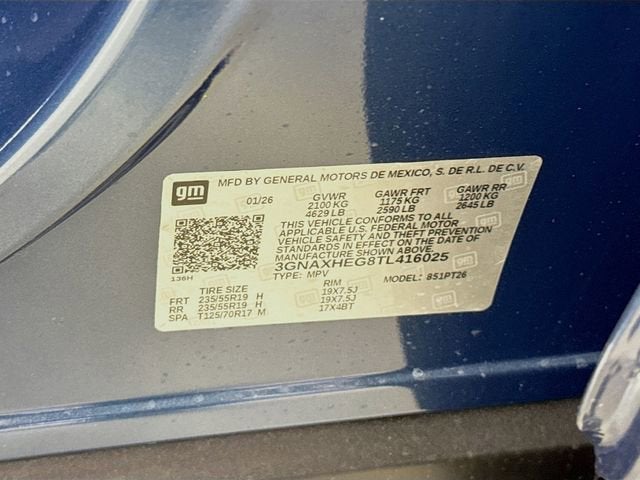 gm
MFD BY GENERAL MOTORS DE MEXICO, S. DE R.L. DE C.V.
01/26 GVWR GAWR FRT GAWR RR
2100 KG 1175 KG 1200 KG
4629 LB 2590 LB 2645 LB
THIS VEHICLE CONFORMS TO ALL
APPLICABLE U.S. FEDERAL MOTOR
VEHICLE SAFETY AND THEFT PREVENTION
STANDARDS IN EFFECT ON THE DATE OF
MANUFACTURE SHOWN ABOVE.
3GNAXHEG8TL416025
136H
TYPE: MPV MODEL: 851PT26
TIRE SIZE RIM
FRT 235/55R19 H 19X7.5J
RR 235/55R19 H 19X7.5J
SPA T125/70R17 M 17X4BT